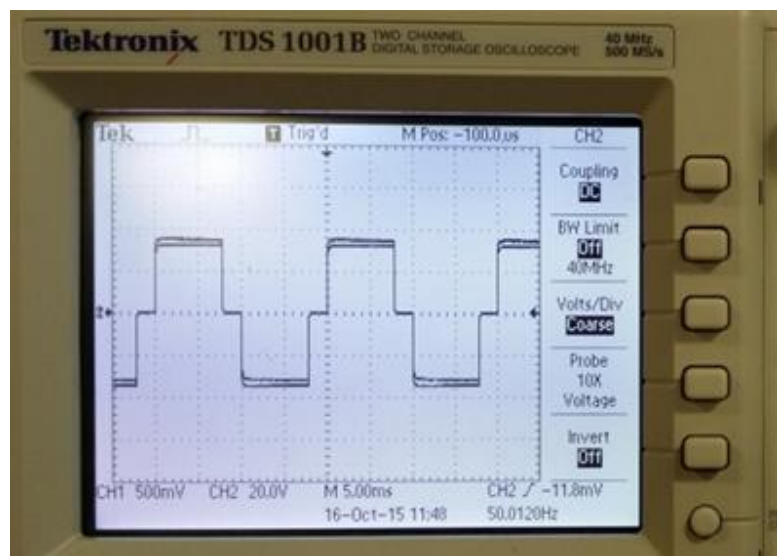 Tektronix TDS 1001B TWO CHANNEL DIGITAL STORAGE OSCILLOSCOPE 40 MHz 500 MS/s
Tek T Trig'd M Pos: -100.0us CH2
Coupling
DC
BW Limit
Off
40MHz
2
Volts/Div
Coarse
Probe
10X
Voltage
Invert
Off
CH1 500mV CH2 20.0V M 5.00ms CH2 / -11.8mV
16-Oct-15 11:48 50.0120Hz